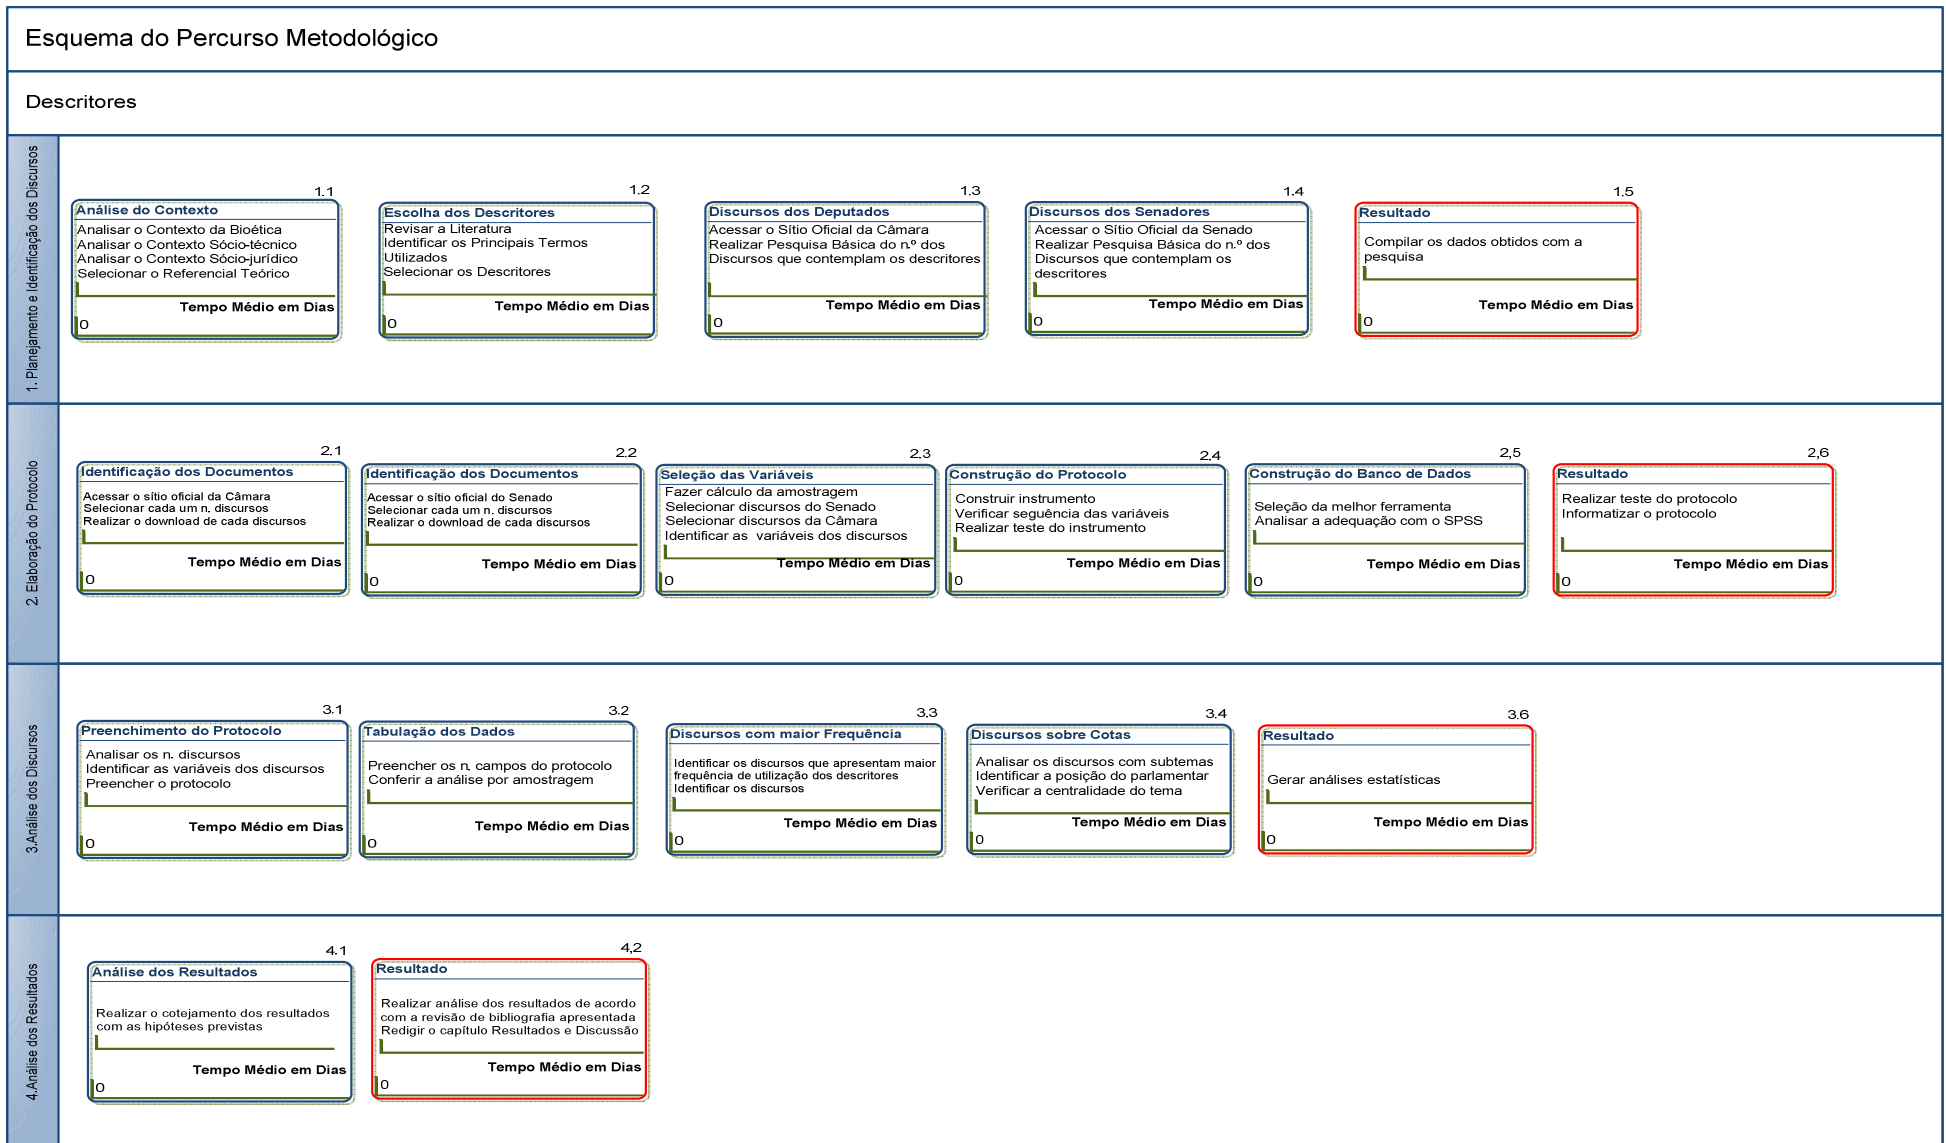 Esquema do Percurso Metodológico
Descritores
1. Planejamento e Identificação dos Discursos
1.1
Análise do Contexto
Analisar o Contexto da Bioética
Analisar o Contexto Sócio-técnico
Analisar o Contexto Sócio-jurídico
Selecionar o Referencial Teórico
Tempo Médio em Dias
0
1.2
Escolha dos Descritores
Revisar a Literatura
Identificar os Principais Termos
Utilizados
Selecionar os Descritores
Tempo Médio em Dias
0
1.3
Discursos dos Deputados
Acessar o Sítio Oficial da Câmara
Realizar Pesquisa Básica do n.º dos
Discursos que contemplam os descritores
Tempo Médio em Dias
0
1.4
Discursos dos Senadores
Acessar o Sítio Oficial da Senado
Realizar Pesquisa Básica do n.º dos
Discursos que contemplam os
descritores
Tempo Médio em Dias
0
1.5
Resultado
Compilar os dados obtidos com a
pesquisa
Tempo Médio em Dias
0
2. Elaboração do Protocolo
2.1
Identificação dos Documentos
Acessar o sítio oficial da Câmara
Selecionar cada um n. discursos
Realizar o download de cada discursos
Tempo Médio em Dias
0
2.2
Identificação dos Documentos
Acessar o sítio oficial do Senado
Selecionar cada um n. discursos
Realizar o download de cada discursos
Tempo Médio em Dias
0
2.3
Seleção das Variáveis
Fazer cálculo da amostragem
Selecionar discursos do Senado
Selecionar discursos da Câmara
Identificar as variáveis dos discursos
Tempo Médio em Dias
0
2.4
Construção do Protocolo
Construir instrumento
Verificar seguência das variáveis
Realizar teste do instrumento
Tempo Médio em Dias
0
2,5
Construção do Banco de Dados
Seleção da melhor ferramenta
Analisar a adequação com o SPSS
Tempo Médio em Dias
0
2,6
Resultado
Realizar teste do protocolo
Informatizar o protocolo
Tempo Médio em Dias
0
3.Análise dos Discursos
3.1
Preenchimento do Protocolo
Analisar os n. discursos
Identificar as variáveis dos discursos
Preencher o protocolo
Tempo Médio em Dias
0
3.2
Tabulação dos Dados
Preencher os n. campos do protocolo
Conferir a análise por amostragem
Tempo Médio em Dias
0
3.3
Discursos com maior Frequência
Identificar os discursos que apresentam maior
frequência de utilização dos descritores
Identificar os discursos
Tempo Médio em Dias
0
3.4
Discursos sobre Cotas
Analisar os discursos com subtemas
Identificar a posição do parlamentar
Verificar a centralidade do tema
Tempo Médio em Dias
0
3.6
Resultado
Gerar análises estatísticas
Tempo Médio em Dias
0
4.Análise dos Resultados
4.1
Análise dos Resultados
Realizar o cotejamento dos resultados
com as hipóteses previstas
Tempo Médio em Dias
0
4,2
Resultado
Realizar análise dos resultados de acordo
com a revisão de bibliografia apresentada
Redigir o capítulo Resultados e Discussão
Tempo Médio em Dias
0